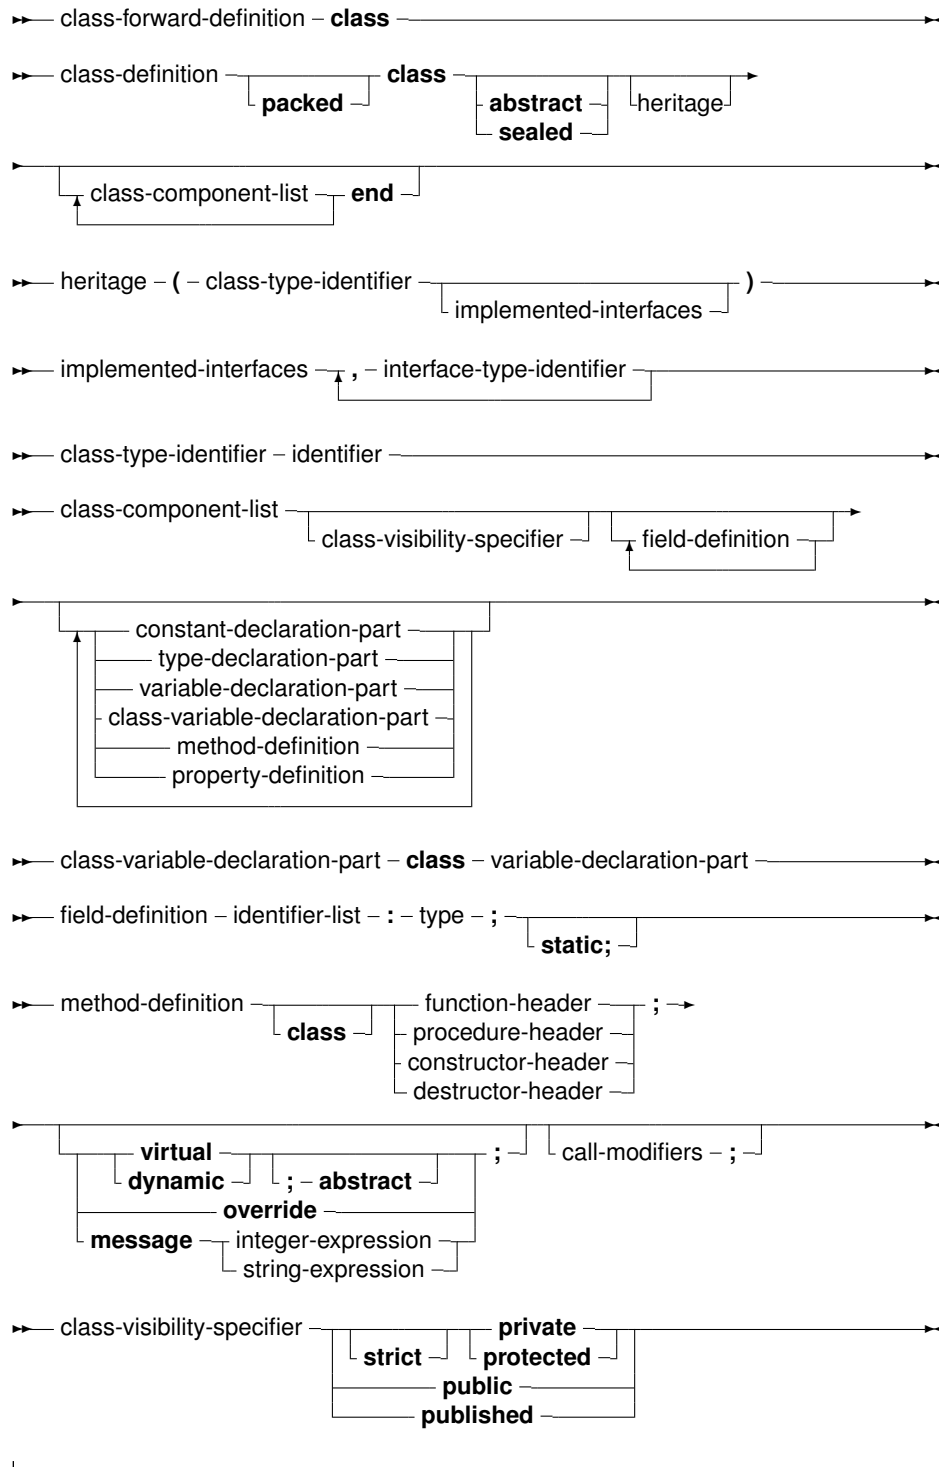 class-forward-definition class
class-definition class
packed abstract heritage
sealed
class-component-list end
heritage ( class-type-identifier )
implemented-interfaces
implemented-interfaces , interface-type-identifier
class-type-identifier identifier
class-component-list
class-visibility-specifier field-definition
constant-declaration-part
type-declaration-part
variable-declaration-part
class-variable-declaration-part
method-definition
property-definition
class-variable-declaration-part class variable-declaration-part
field-definition identifier-list : type ;
static;
method-definition function-header ;
class procedure-header
constructor-header
destructor-header
virtual ; call-modifiers ;
dynamic ; abstract
override
message integer-expression
string-expression
class-visibility-specifier private
strict protected
public
published